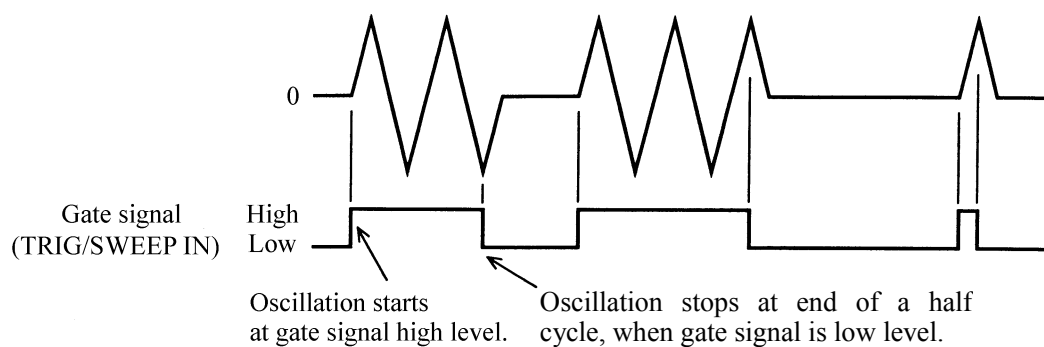 0
Gate signal
(TRIG/SWEEP IN)
High
Low
Oscillation starts
at gate signal high level.
Oscillation stops at end of a half
cycle, when gate signal is low level.